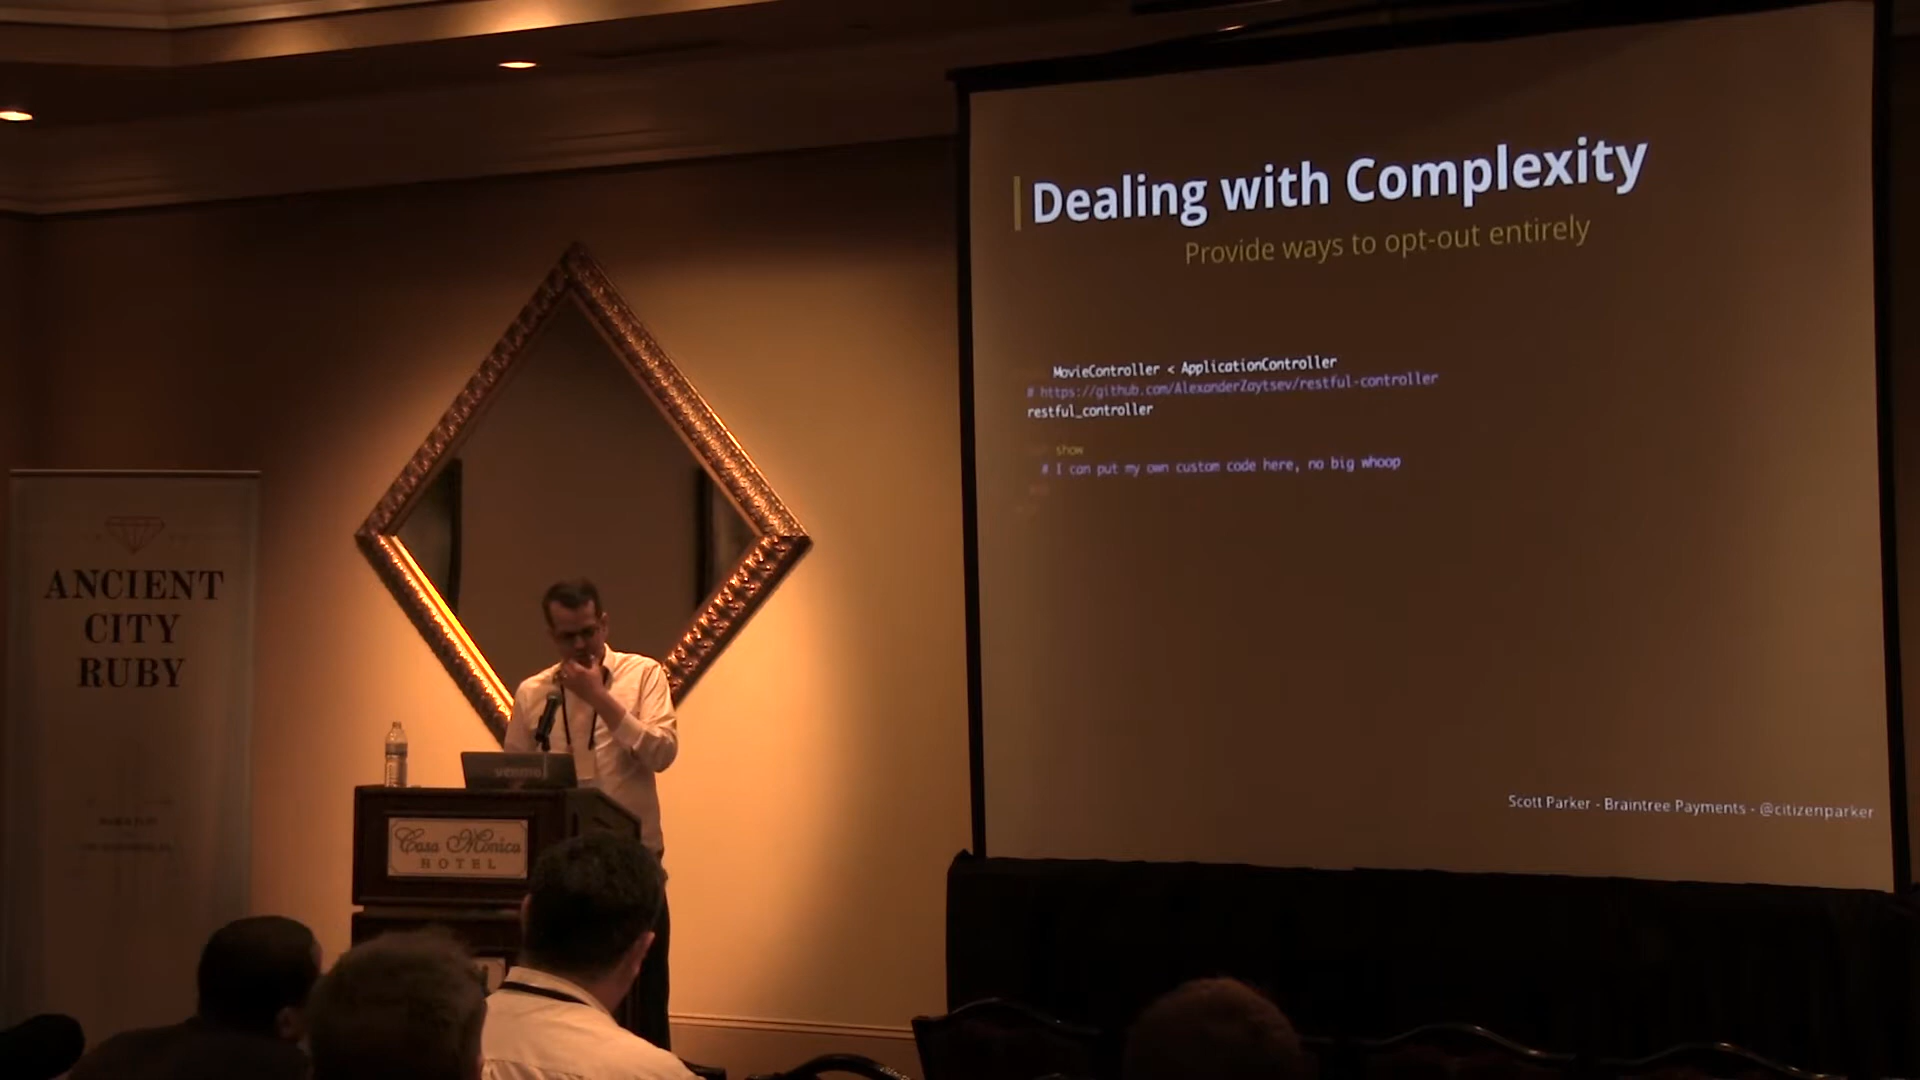 Dealing with Complexity
Provide ways to opt-out entirely
MovieController < ApplicationController
# https://github.com/AlexanderZaytsev/restful-controller
restful_controller
show
# I can put my own custom code here, no big whoop
Scott Parker - Braintree Payments - @citizenparker
ANCIENT
CITY
RUBY
venmo
Casa Monica
HOTEL